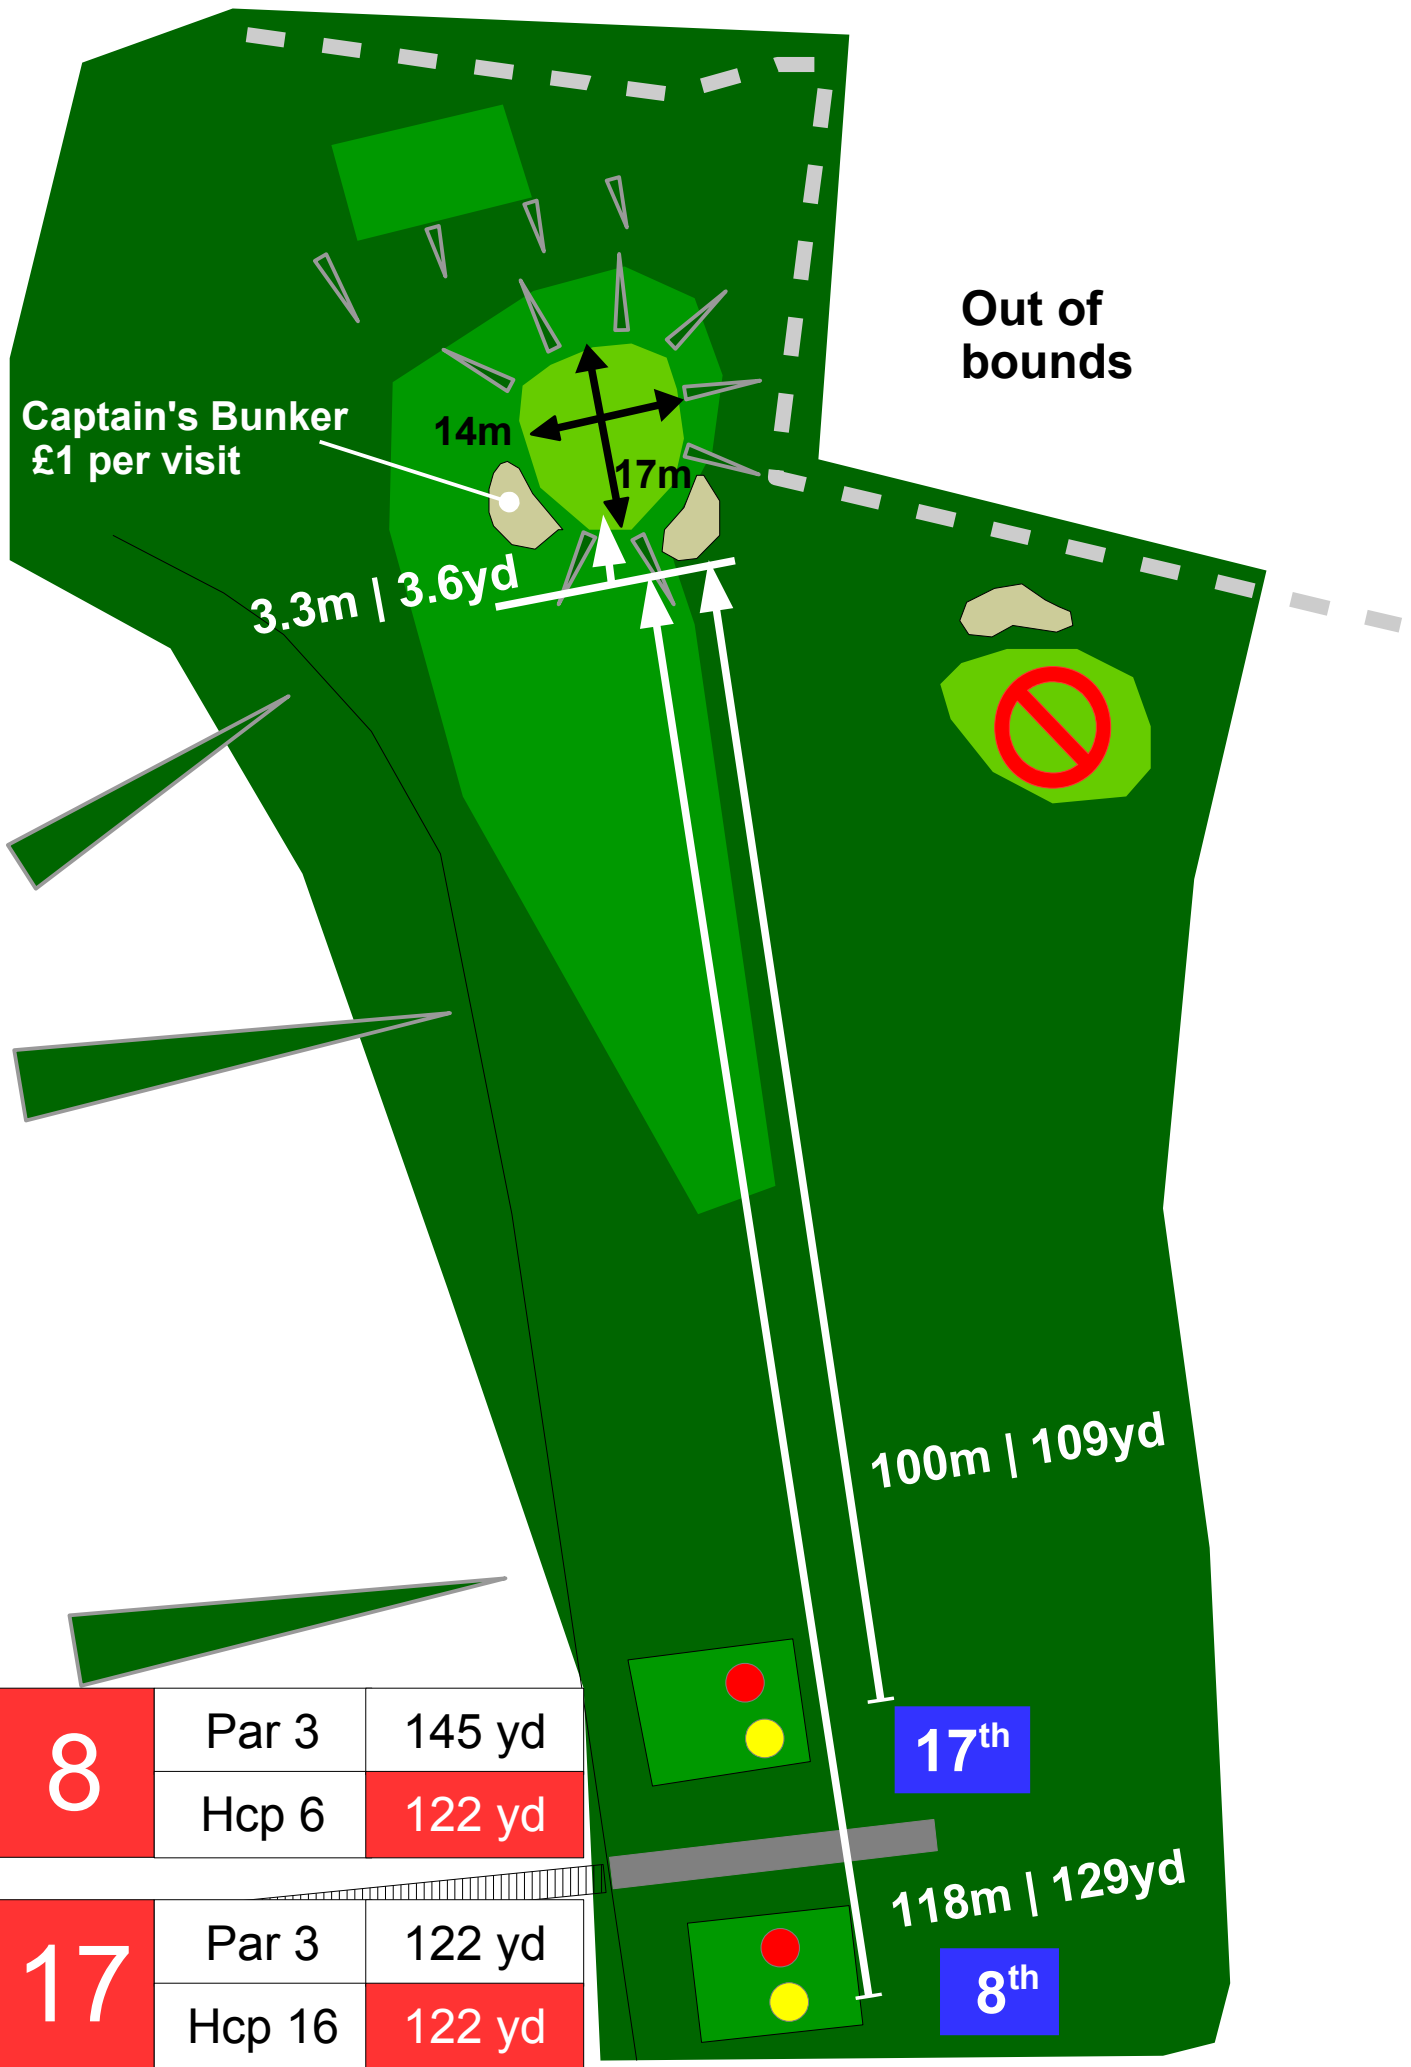 Out of
bounds
Captain's Bunker
£1 per visit
14m
17m
3.3m | 3.6yd
100m | 109yd
17th
118m | 129yd
8th
8
Par 3
145 yd
Hcp 6
122 yd
17
Par 3
122 yd
Hcp 16
122 yd